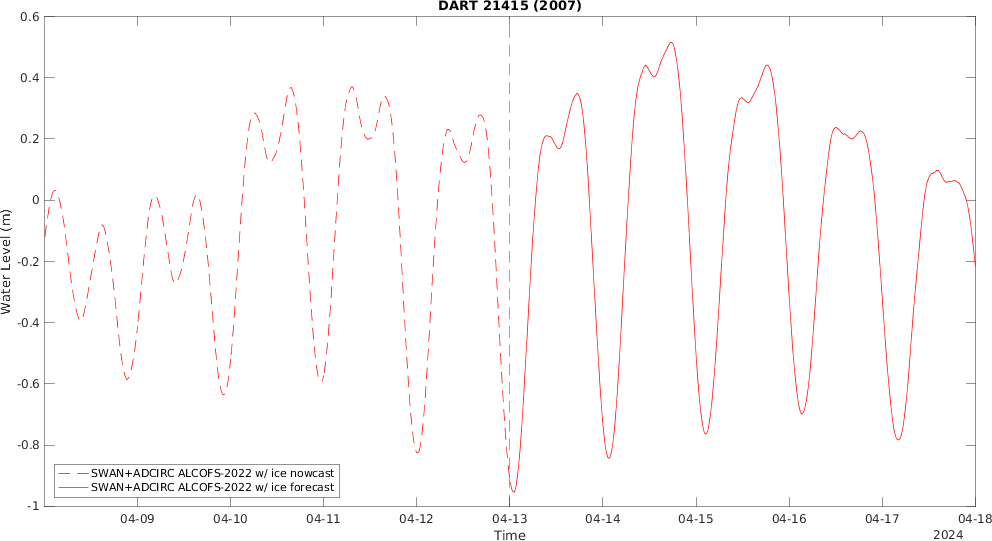 DART 21415 (2007)
0.6
0.4
0.2
0
-0.2
-0.4
-0.6
-0.8
-1
Water Level (m)
SWAN+ADCIRC ALCOFS-2022 w/ ice nowcast
SWAN+ADCIRC ALCOFS-2022 w/ ice forecast
04-09 04-10 04-11 04-12 04-13 04-14 04-15 04-16 04-17 04-18
Time
2024